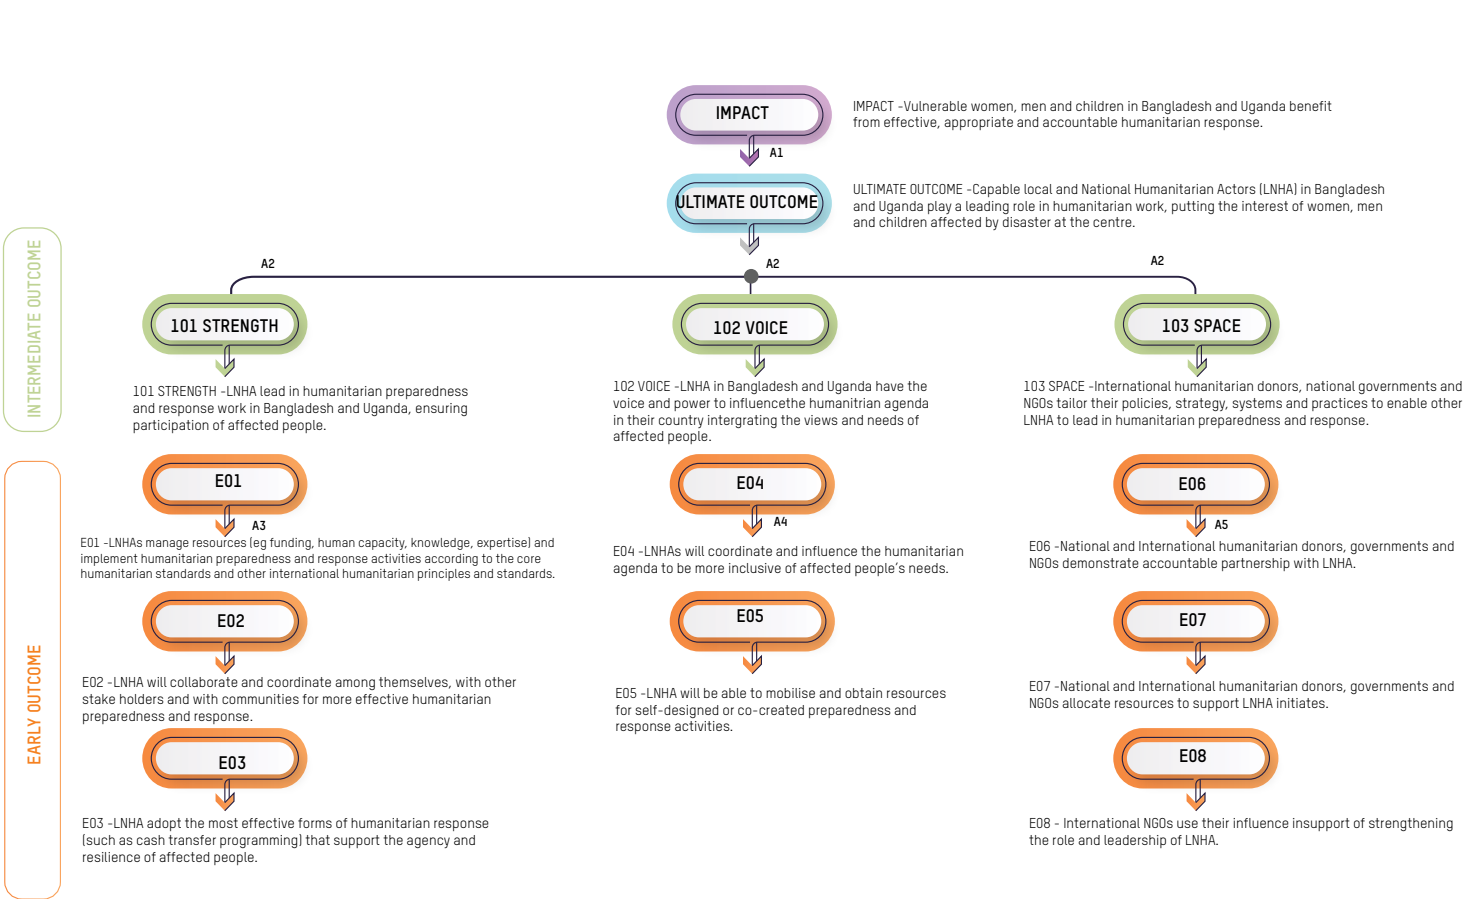 IMPACT
IMPACT -Vulnerable women, men and children in Bangladesh and Uganda benefit
from effective, appropriate and accountable humanitarian response.
A1
ULTIMATE OUTCOME
ULTIMATE OUTCOME -Capable local and National Humanitarian Actors (LNHA) in Bangladesh
and Uganda play a leading role in humanitarian work, putting the interest of women, men
and children affected by disaster at the centre.
INTERMEDIATE OUTCOME
A2
A2
A2
101 STRENGTH
102 VOICE
103 SPACE
101 STRENGTH -LNHA lead in humanitarian preparedness
and response work in Bangladesh and Uganda, ensuring
participation of affected people.
102 VOICE -LNHA in Bangladesh and Uganda have the
voice and power to influencethe humanitrian agenda
in their country intergrating the views and needs of
affected people.
103 SPACE -International humanitarian donors, national governments and
NGOs tailor their policies, strategy, systems and practices to enable other
LNHA to lead in humanitarian preparedness and response.
EARLY OUTCOME
E01
A3
E01 -LNHAs manage resources (eg funding, human capacity, knowledge, expertise) and
implement humanitarian preparedness and response activities according to the core
humanitarian standards and other international humanitarian principles and standards.
E04
A4
E04 -LNHAs will coordinate and influence the humanitarian
agenda to be more inclusive of affected people's needs.
E06
A5
E06 -National and International humanitarian donors, governments and
NGOs demonstrate accountable partnership with LNHA.
E02
E02 -LNHA will collaborate and coordinate among themselves, with other
stake holders and with communities for more effective humanitarian
preparedness and response.
E05
E05 -LNHA will be able to mobilise and obtain resources
for self-designed or co-created preparedness and
response activities.
E07
E07 -National and International humanitarian donors, governments and
NGOs allocate resources to support LNHA initiates.
E03
E03 -LNHA adopt the most effective forms of humanitarian response
(such as cash transfer programming) that support the agency and
resilience of affected people.
E08
E08 - International NGOs use their influence insupport of strengthening
the role and leadership of LNHA.